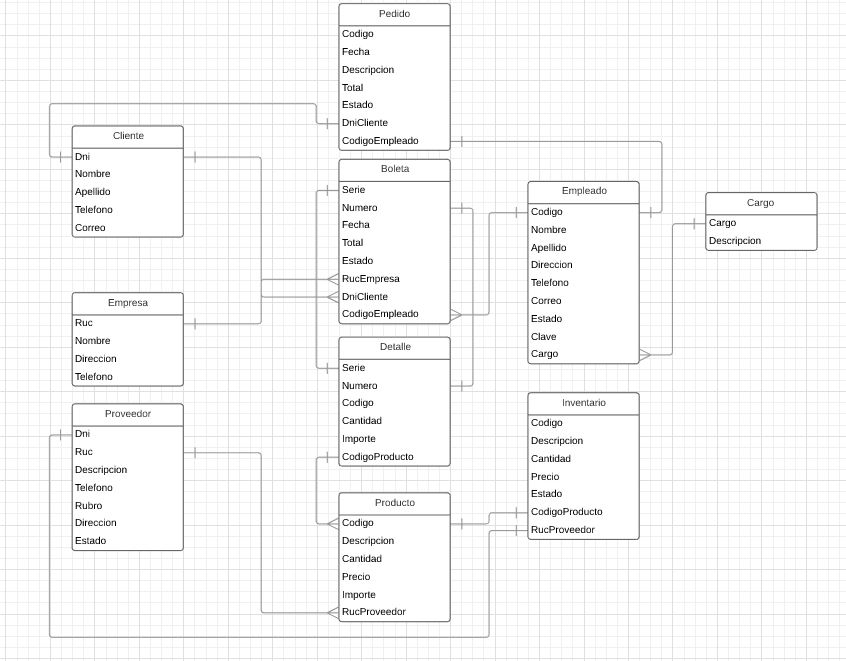 Pedido
Codigo
Fecha
Descripcion
Total
Estado
DniCliente
CodigoEmpleado
Cliente
Dni
Nombre
Apellido
Telefono
Correo
Boleta
Serie
Numero
Fecha
Total
Estado
RucEmpresa
DniCliente
CodigoEmpleado
Empleado
Codigo
Nombre
Apellido
Direccion
Telefono
Correo
Estado
Clave
Cargo
Cargo
Cargo
Descripcion
Empresa
Ruc
Nombre
Direccion
Telefono
Detalle
Serie
Numero
Codigo
Cantidad
Importe
CodigoProducto
Inventario
Codigo
Descripcion
Cantidad
Precio
Estado
CodigoProducto
RucProveedor
Proveedor
Dni
Ruc
Descripcion
Telefono
Rubro
Direccion
Estado
Producto
Codigo
Descripcion
Cantidad
Precio
Importe
RucProveedor